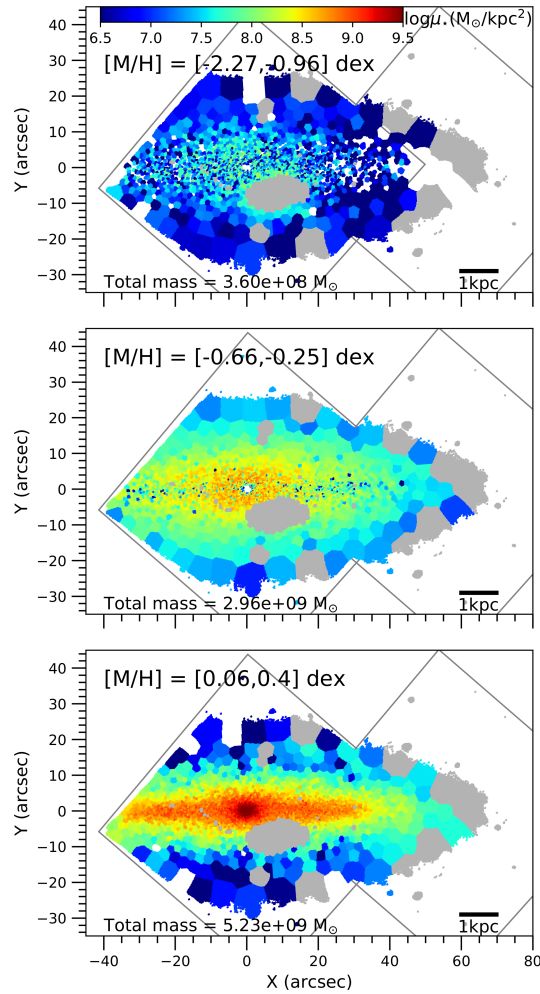 logμ⋆(M☉/kpc²)
6.5 7.0 7.5 8.0 8.5 9.0 9.5
[M/H] = [-2.27,-0.96] dex
40
30
20
10
0
−10
−20
−30
Y (arcsec)
Total mass = 3.60e+08 M☉
1kpc
[M/H] = [-0.66,-0.25] dex
40
30
20
10
0
−10
−20
−30
Y (arcsec)
Total mass = 2.96e+09 M☉
1kpc
[M/H] = [0.06,0.4] dex
40
30
20
10
0
−10
−20
−30
Y (arcsec)
Total mass = 5.23e+09 M☉
1kpc
−40 −20 0 20 40 60 80
X (arcsec)